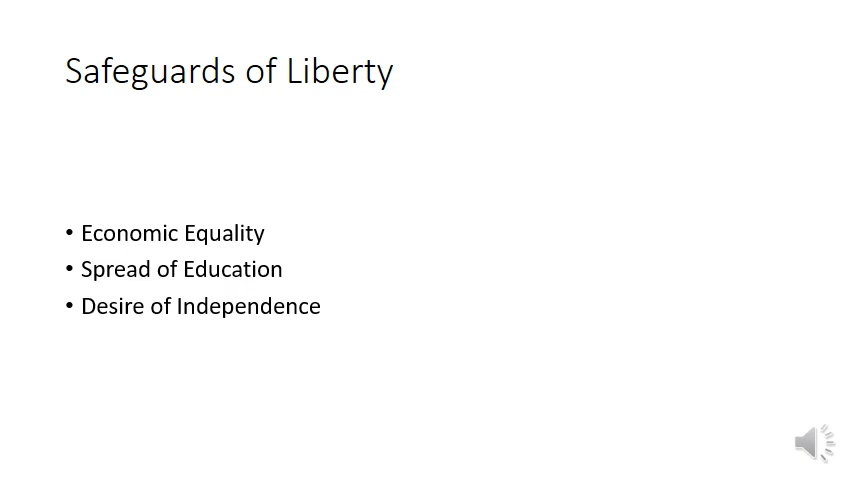 Safeguards of Liberty
• Economic Equality
• Spread of Education
• Desire of Independence